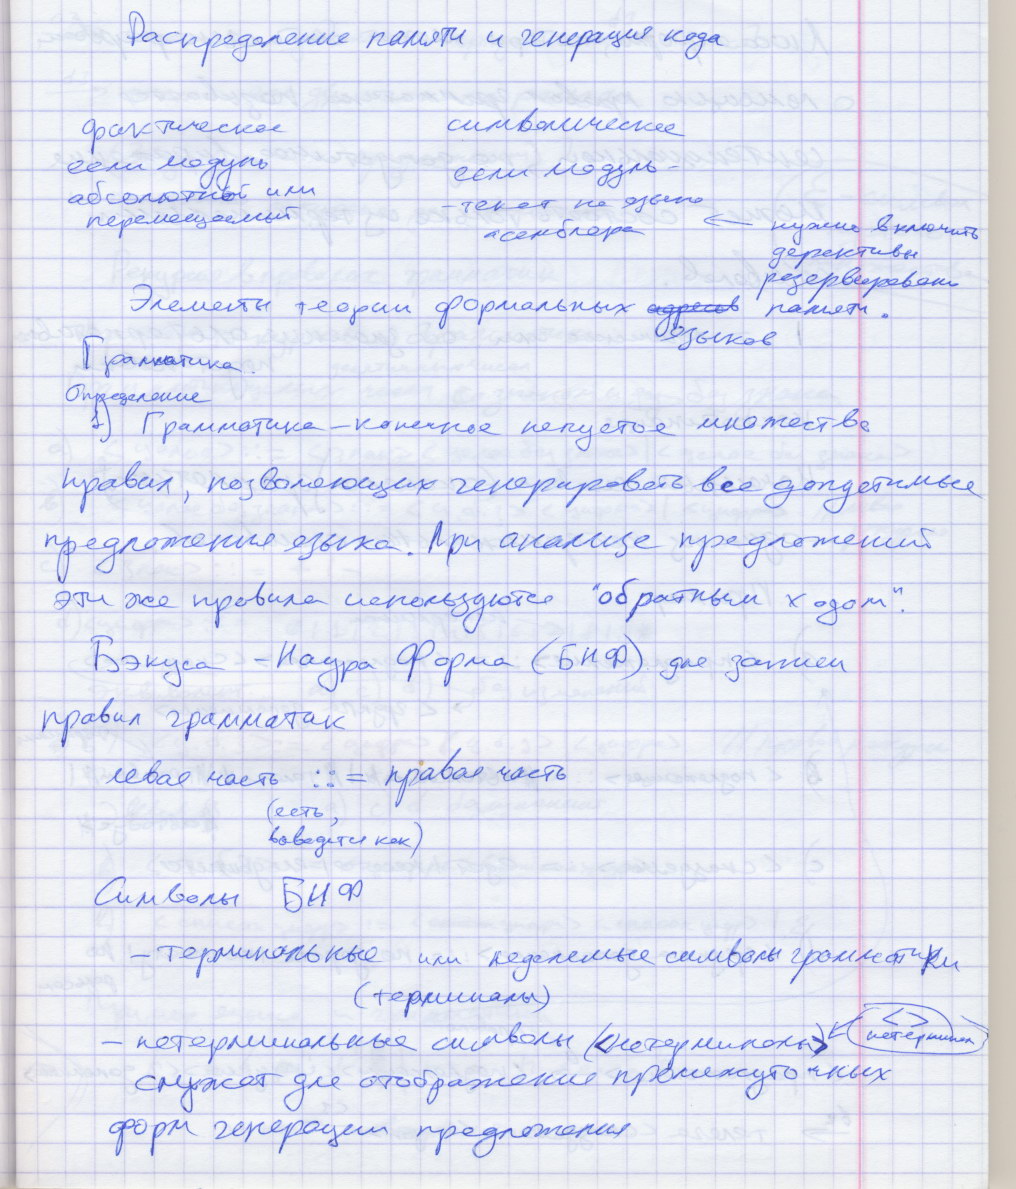 Распределение памяти и генерация кода
фактическое
если модуль
абсолютный или
перемещаемый
символическое
если модуль -
- текст на языке
ассемблера
← нужно включить
дерективы
резервировани
памяти.
Элементы теории формальных адресов
языков
Грамматика.
Определение
1) Грамматика – конечное непустое множество
правил, позволяющих генерировать все допустимые
предложения языка. При анализе предложений
эти же правила используются "обратным ходом".
Бэкуса – Наура Форма (БНФ) для записи
правил грамматик
левая часть ::= правая часть
(есть,
выводится как)
Символы БНФ
– терминальные или неделимые символы грамматики
(терминалы)
– нетерминальные символы (<нетерминалы>) ← < >
нетерминал
служат для отображения промежуточных
форм генерации предложения